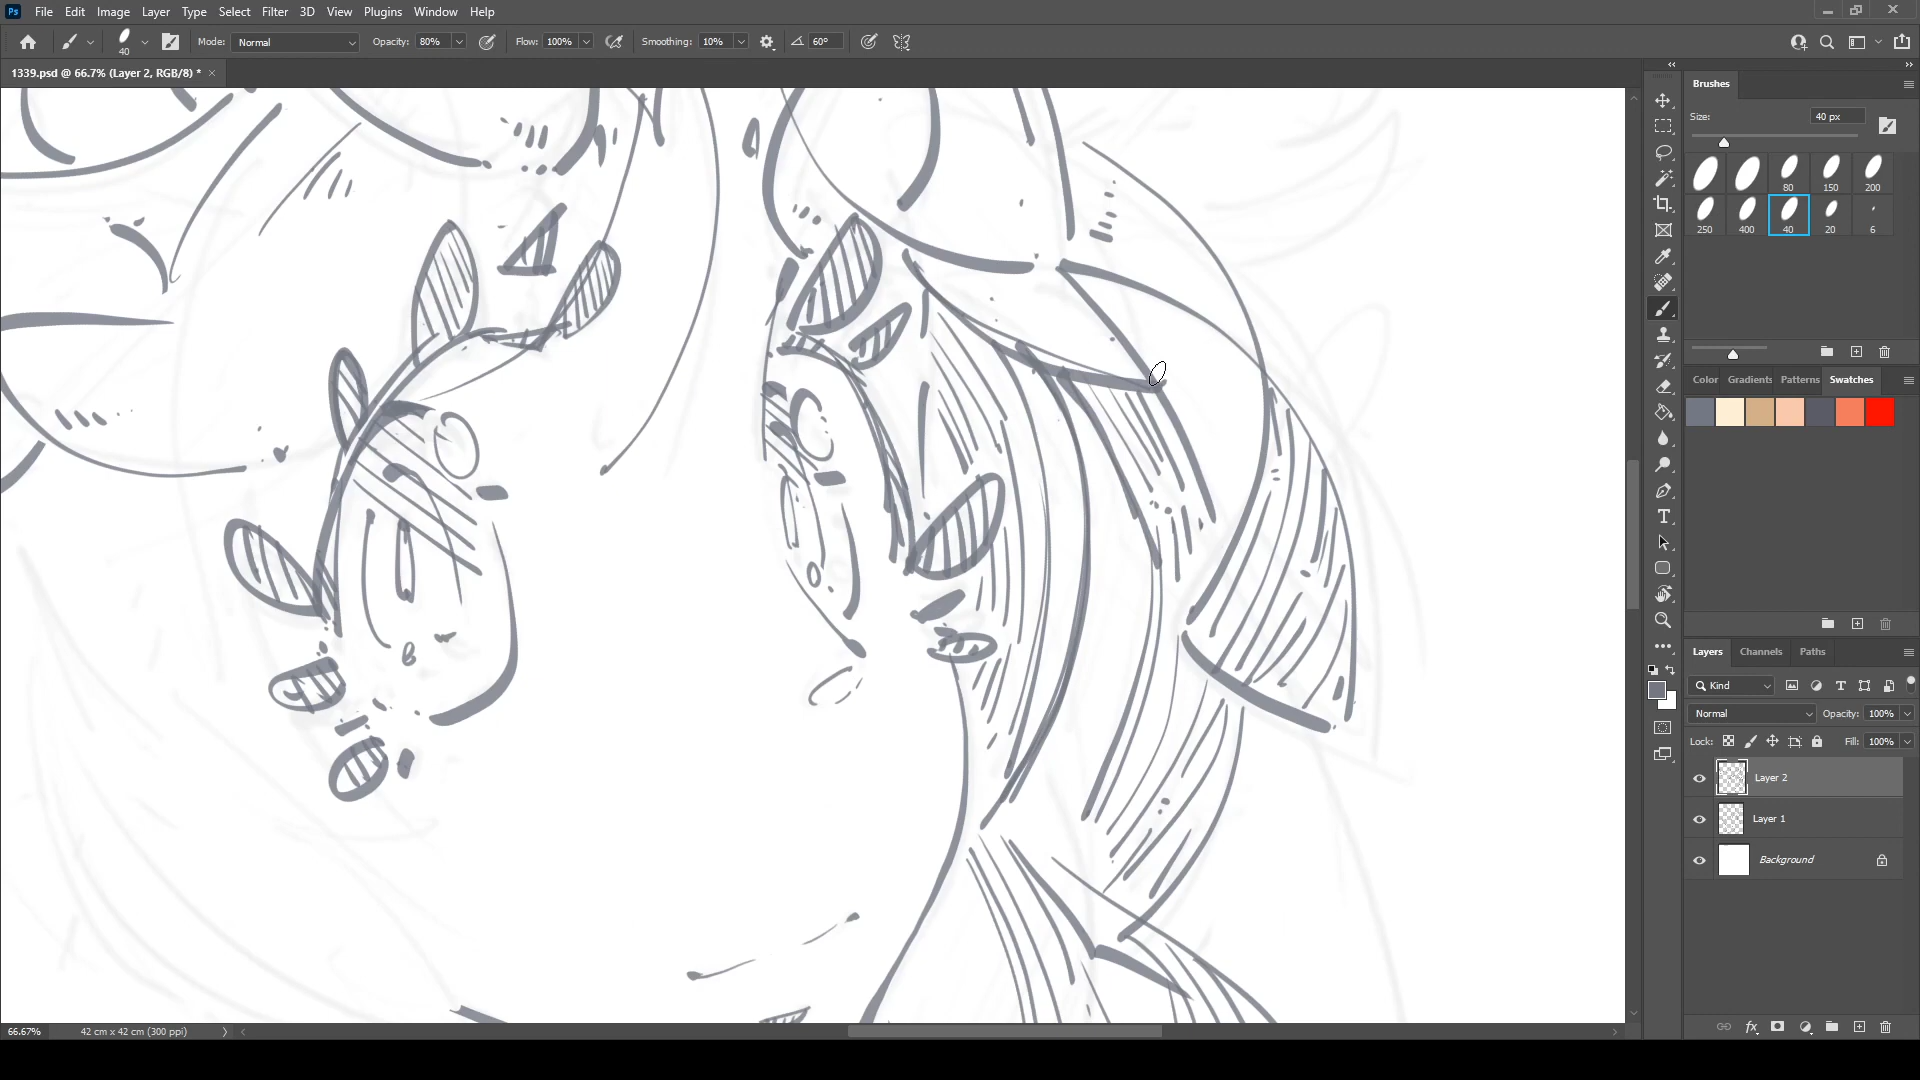 Ps File Edit Image Layer Type Select Filter 3D View Plugins Window Help
40 Mode: Normal Opacity: 80% Flow: 100% Smoothing: 10% 60°
1339.psd @ 66.7% (Layer 2, RGB/8) *
Brushes
Size: 40 px
80 150 200
250 400 40 20 6
Color Gradients Patterns Swatches
Layers Channels Paths
Kind
Normal Opacity: 100%
Lock: Fill: 100%
Layer 2
Layer 1
Background
66.67% 42 cm x 42 cm (300 ppi)